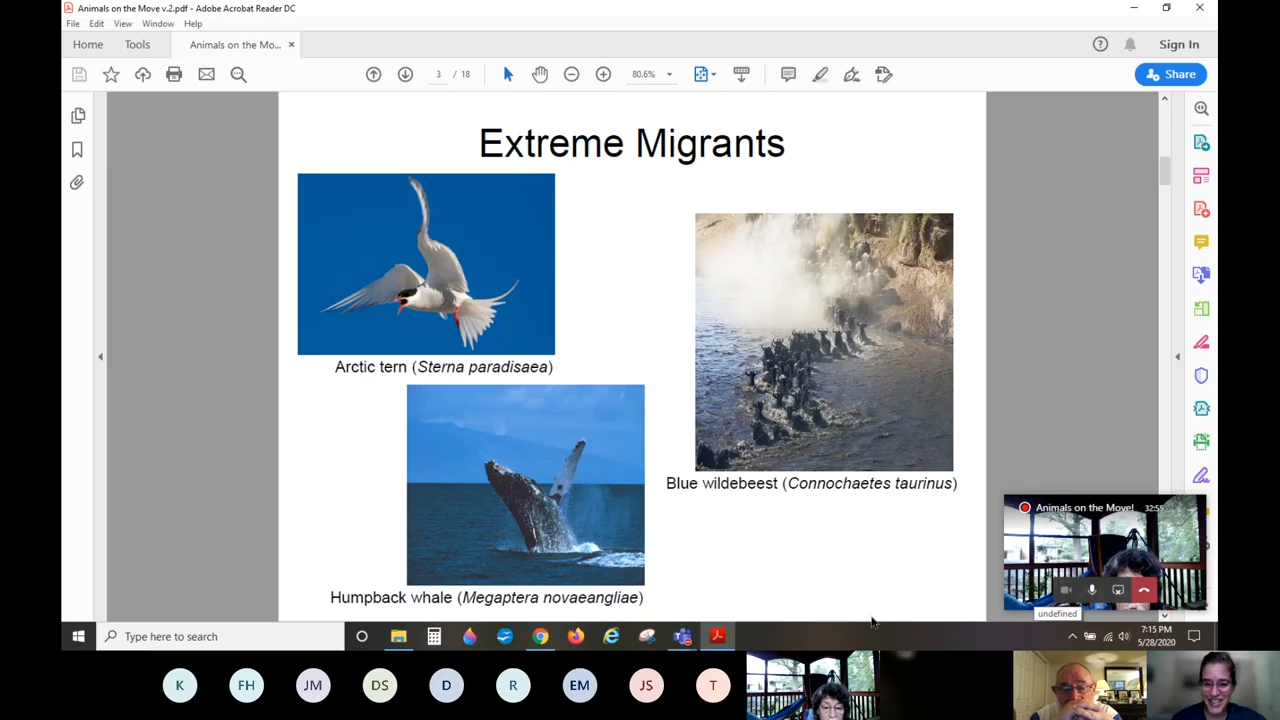 Animals on the Move v.2.pdf - Adobe Acrobat Reader DC
File Edit View Window Help
Home Tools Animals on the Mo... ×
Sign In
3 / 18
80.6%
Share
Extreme Migrants
Arctic tern (Sterna paradisaea)
Blue wildebeest (Connochaetes taurinus)
Humpback whale (Megaptera novaeangliae)
Animals on the Move! 32:55
undefined
Type here to search
7:15 PM
5/28/2020
K FH JM DS D R EM JS T